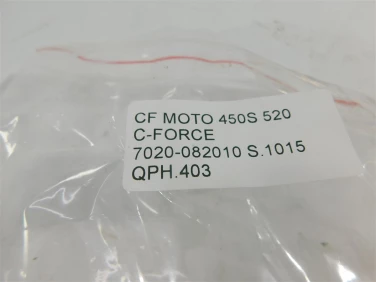 CF MOTO 450S 520
C-FORCE
7020-082010 S.1015
QPH.403